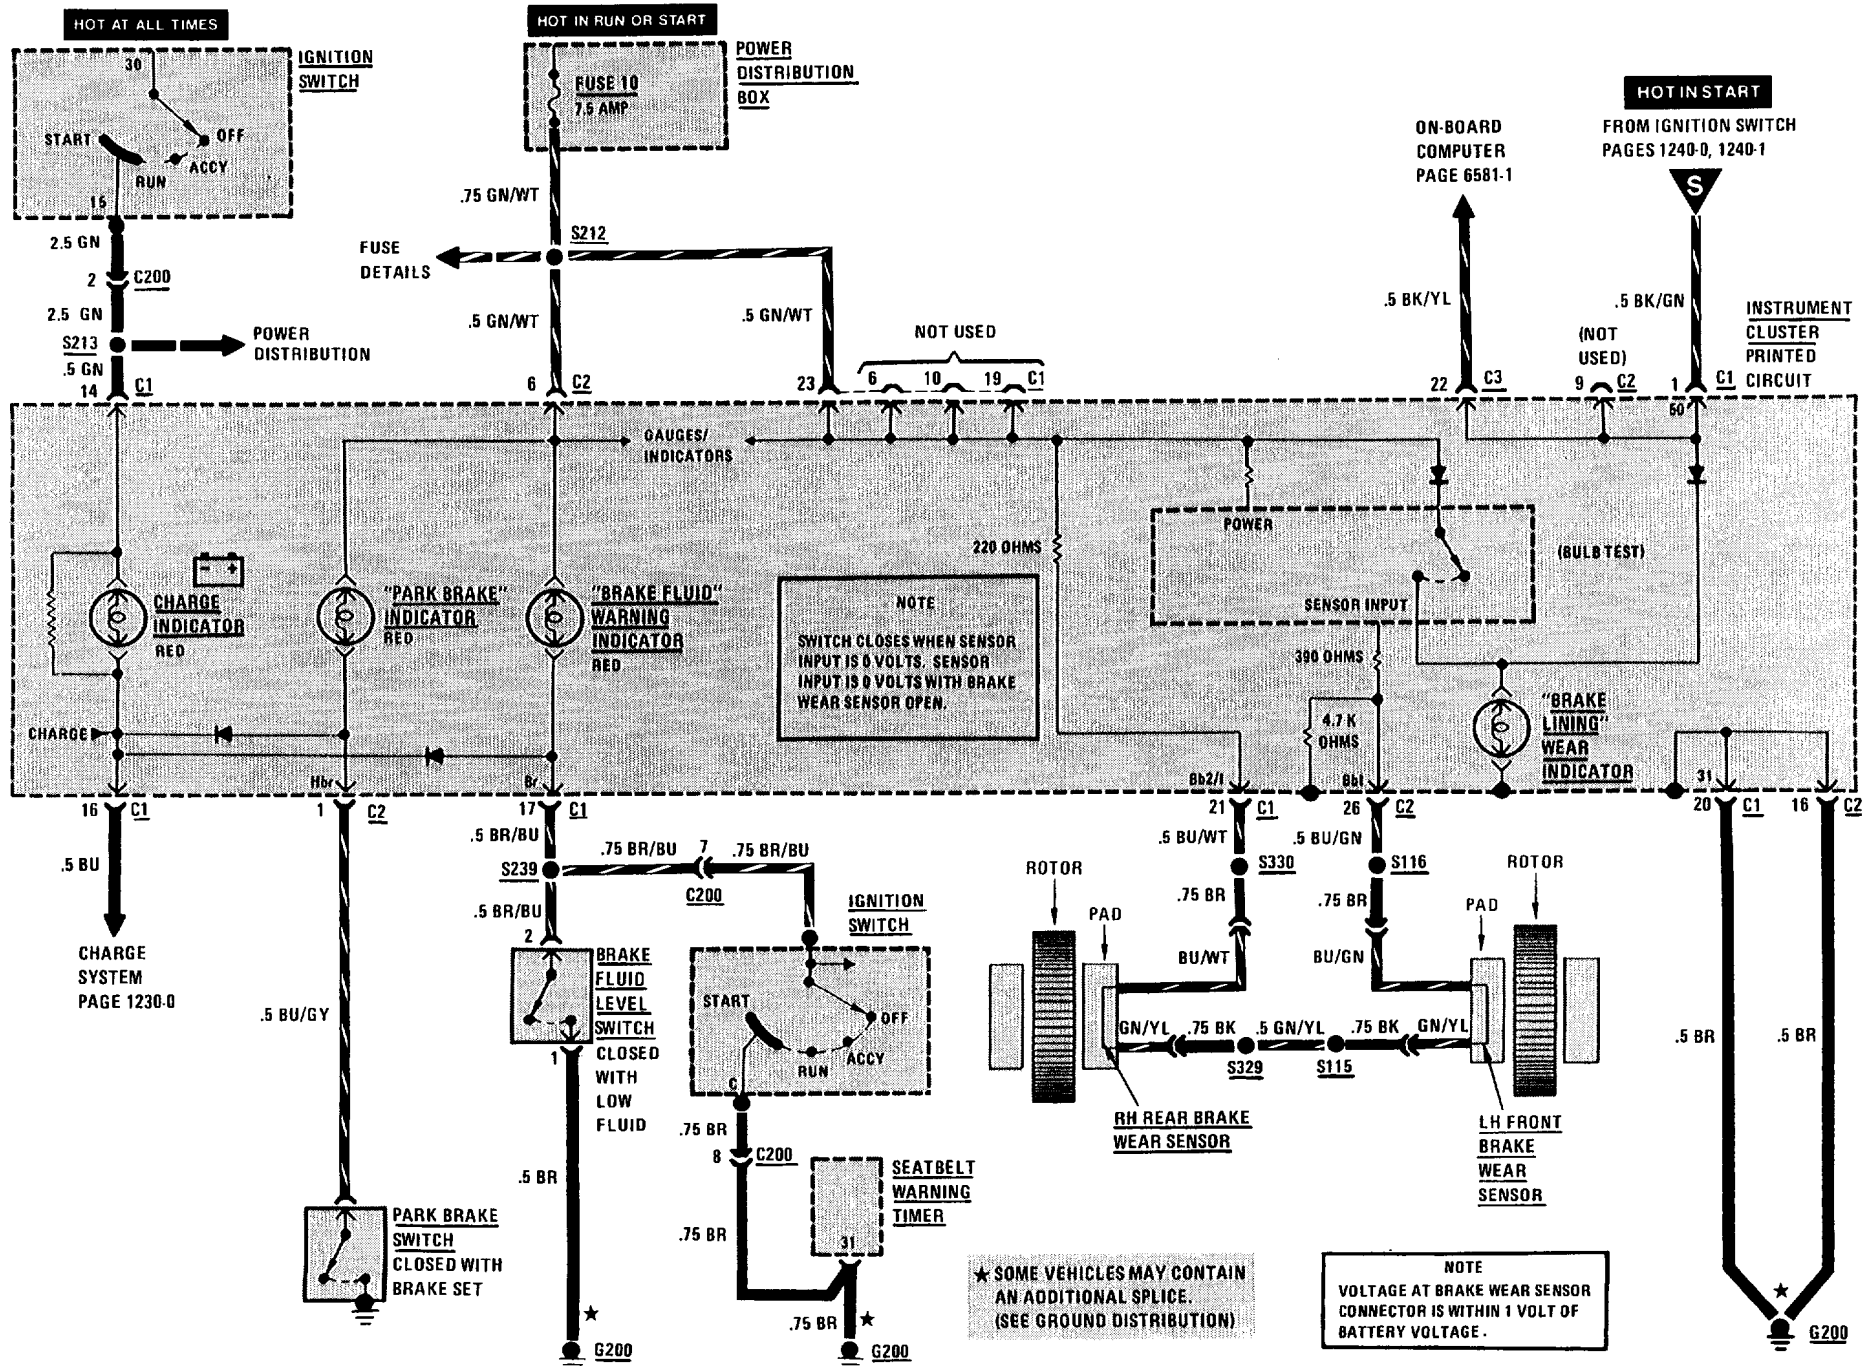 HOT AT ALL TIMES
30
IGNITION
SWITCH
START
OFF
ACCY
RUN
15
2.5 GN
2
C200
2.5 GN
S213
POWER
DISTRIBUTION
.5 GN
14
C1
HOT IN RUN OR START
FUSE 10
7.5 AMP
POWER
DISTRIBUTION
BOX
.75 GN/WT
S212
FUSE
DETAILS
.5 GN/WT
6
C2
.5 GN/WT
23
NOT USED
6
10
19
C1
ON-BOARD
COMPUTER
PAGE 6581-1
.5 BK/YL
22
C3
HOT IN START
FROM IGNITION SWITCH
PAGES 1240-0, 1240-1
S
.5 BK/GN
(NOT
USED)
9
C2
1
C1
50
INSTRUMENT
CLUSTER
PRINTED
CIRCUIT
GAUGES/
INDICATORS
- +
CHARGE
INDICATOR
RED
"PARK BRAKE"
INDICATOR
RED
"BRAKE FLUID"
WARNING
INDICATOR
RED
220 OHMS
NOTE
SWITCH CLOSES WHEN SENSOR
INPUT IS 0 VOLTS. SENSOR
INPUT IS 0 VOLTS WITH BRAKE
WEAR SENSOR OPEN.
POWER
(BULB TEST)
SENSOR INPUT
390 OHMS
4.7 K
OHMS
"BRAKE
LINING"
WEAR
INDICATOR
CHARGE
Hbr
Br
Bb2/l
Bbl
31
16
C1
1
C2
17
C1
21
C1
26
C2
20
C1
16
C2
.5 BU
CHARGE
SYSTEM
PAGE 1230-0
.5 BU/GY
PARK BRAKE
SWITCH
CLOSED WITH
BRAKE SET
.5 BR/BU
S239
.75 BR/BU
7
.75 BR/BU
C200
.5 BR/BU
2
BRAKE
FLUID
LEVEL
SWITCH
CLOSED
WITH
LOW
FLUID
1
.5 BR
★
G200
IGNITION
SWITCH
START
OFF
ACCY
RUN
C
.75 BR
8
C200
.75 BR
SEATBELT
WARNING
TIMER
31
.75 BR
★
G200
.5 BU/WT
S330
.75 BR
BU/WT
.5 BU/GN
S116
.75 BR
BU/GN
ROTOR
PAD
PAD
ROTOR
GN/YL
.75 BK
.5 GN/YL
.75 BK
GN/YL
S329
S115
RH REAR BRAKE
WEAR SENSOR
LH FRONT
BRAKE
WEAR
SENSOR
★ SOME VEHICLES MAY CONTAIN
AN ADDITIONAL SPLICE.
(SEE GROUND DISTRIBUTION)
NOTE
VOLTAGE AT BRAKE WEAR SENSOR
CONNECTOR IS WITHIN 1 VOLT OF
BATTERY VOLTAGE.
.5 BR
.5 BR
★
G200